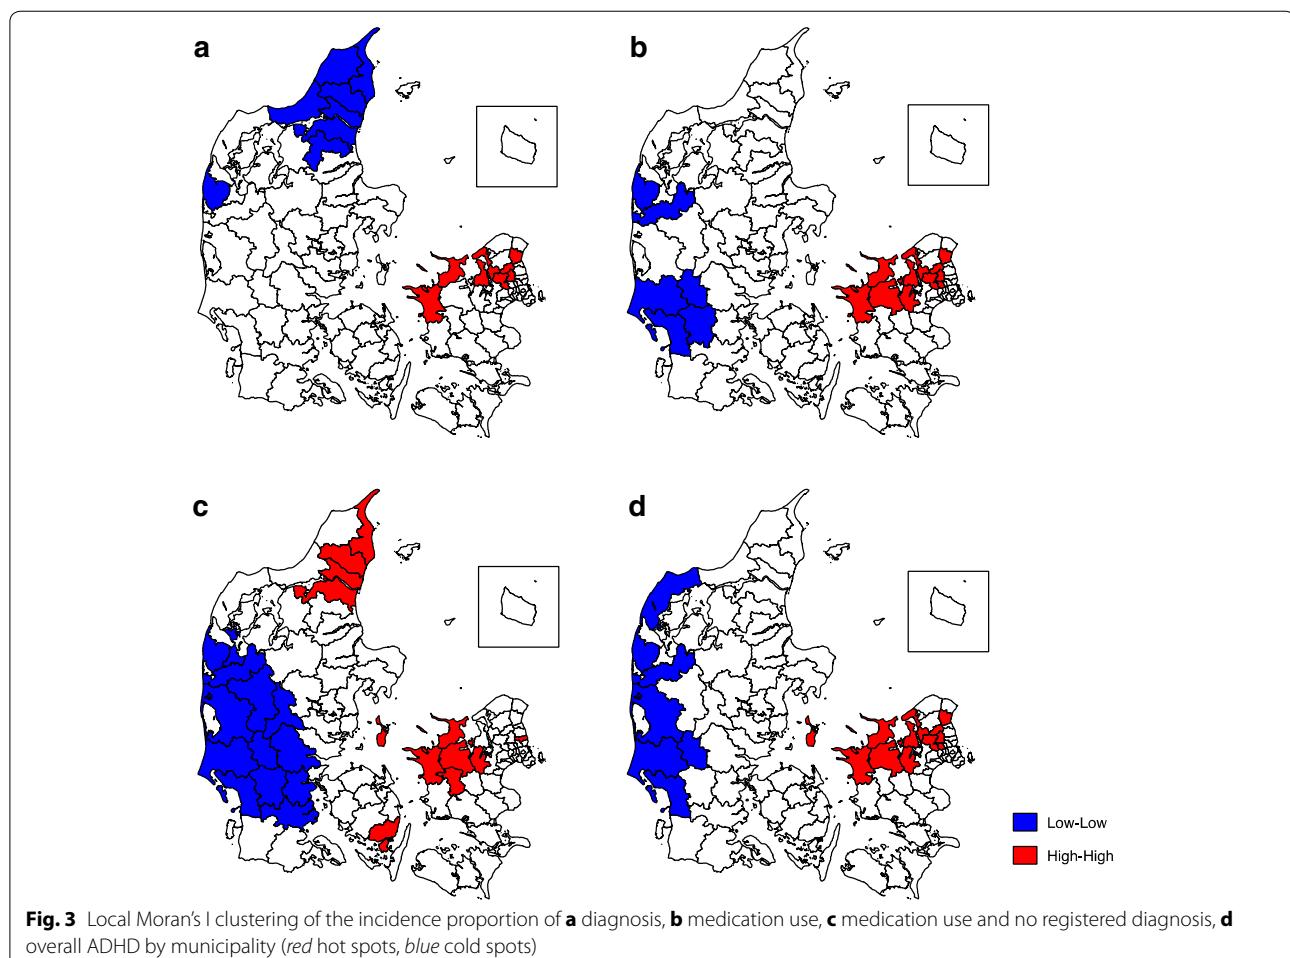 a
b
c
d
Low-Low
High-High
Fig. 3 Local Moran's I clustering of the incidence proportion of a diagnosis, b medication use, c medication use and no registered diagnosis, d
overall ADHD by municipality (red hot spots, blue cold spots)